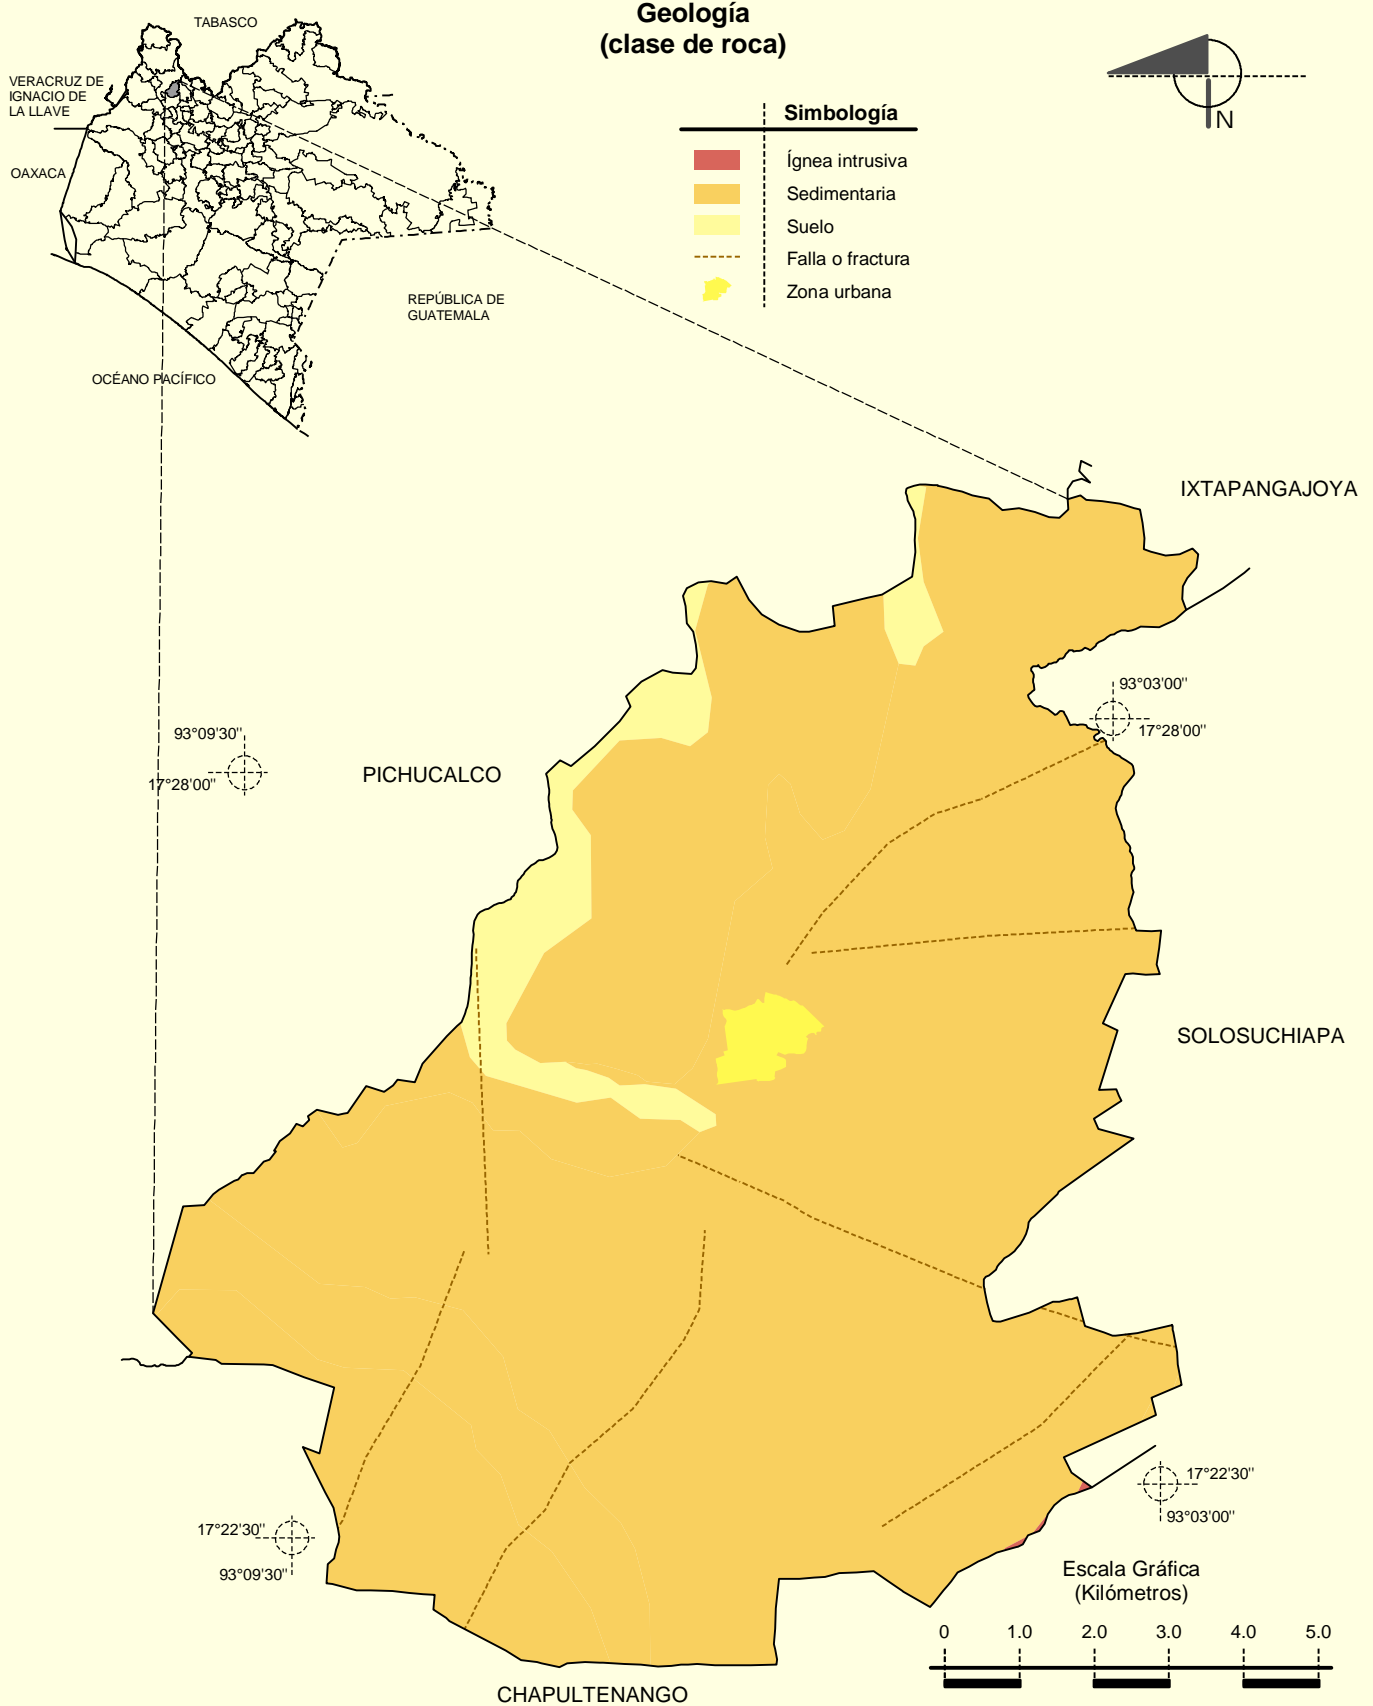 Geología
(clase de roca)
TABASCO
VERACRUZ DE
IGNACIO DE
LA LLAVE
OAXACA
REPÚBLICA DE
GUATEMALA
OCÉANO PACÍFICO
N
Simbología
Ígnea intrusiva
Sedimentaria
Suelo
Falla o fractura
Zona urbana
IXTAPANGAJOYA
93°03'00"
17°28'00"
93°09'30"
17°28'00"
PICHUCALCO
SOLOSUCHIAPA
17°22'30"
93°03'00"
17°22'30"
93°09'30"
Escala Gráfica
(Kilómetros)
0 1.0 2.0 3.0 4.0 5.0
CHAPULTENANGO